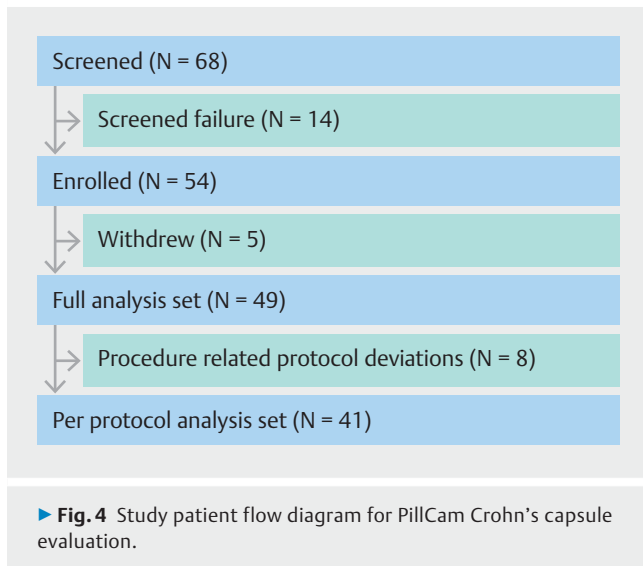 Screened (N = 68)
Screened failure (N = 14)
Enrolled (N = 54)
Withdrew (N = 5)
Full analysis set (N = 49)
Procedure related protocol deviations (N = 8)
Per protocol analysis set (N = 41)
► Fig. 4 Study patient flow diagram for PillCam Crohn’s capsule
evaluation.